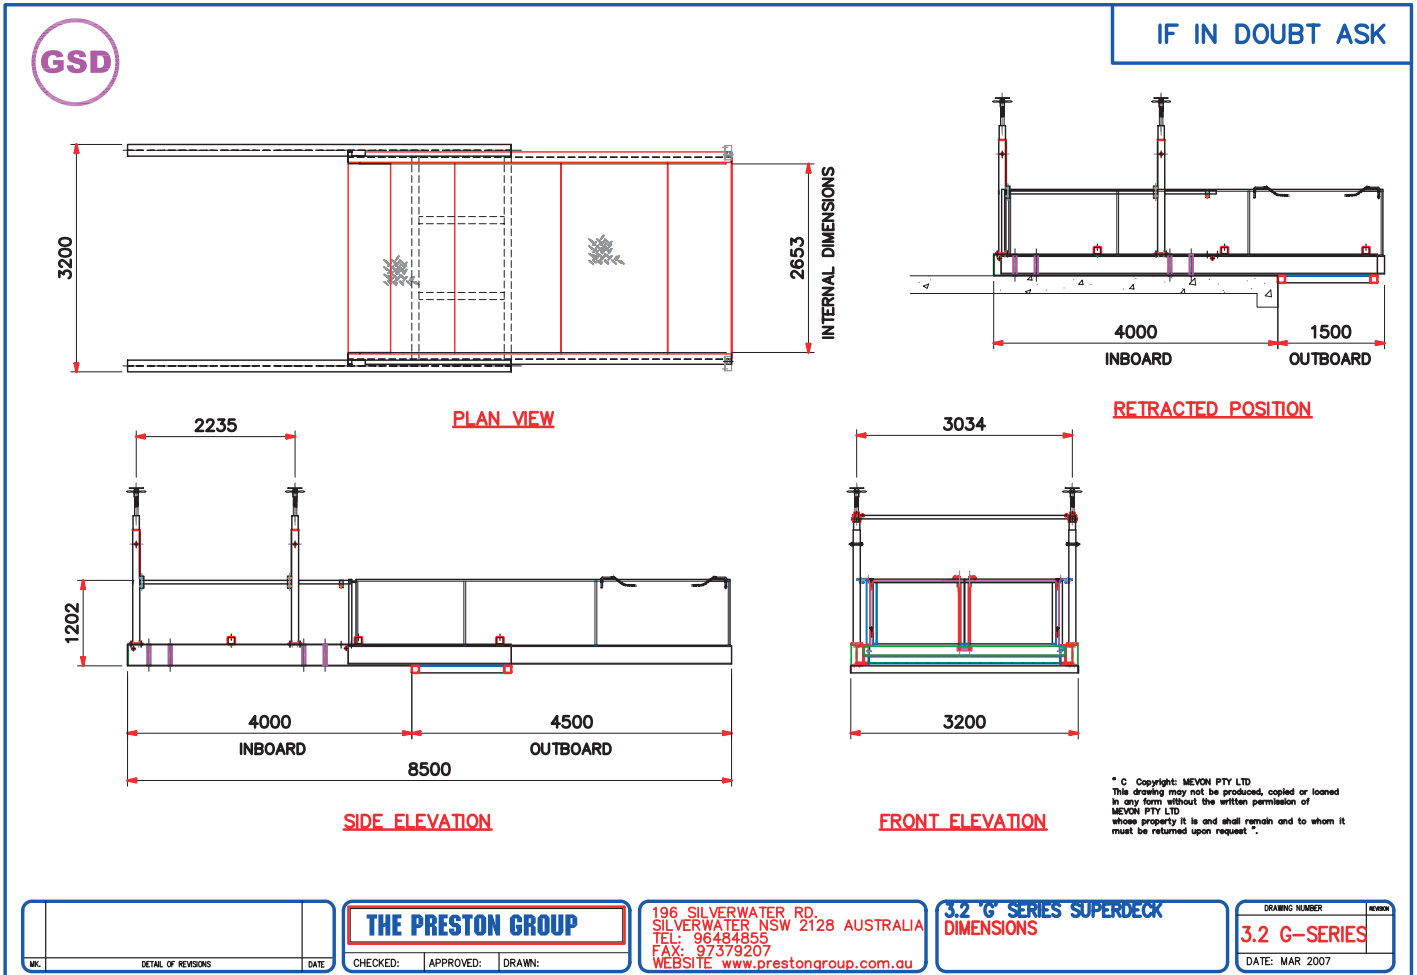 GSD
IF IN DOUBT ASK
3200
2653
INTERNAL DIMENSIONS
PLAN VIEW
4000
INBOARD
1500
OUTBOARD
RETRACTED POSITION
2235
1202
4000
INBOARD
4500
OUTBOARD
8500
SIDE ELEVATION
3034
3200
FRONT ELEVATION
" C Copyright: MEVON PTY LTD
This drawing may not be produced, copied or loaned
in any form without the written permission of
MEVON PTY LTD
whose property it is and shall remain and to whom it
must be returned upon request ".
MK. DETAIL OF REVISIONS DATE
THE PRESTON GROUP
CHECKED: APPROVED: DRAWN:
196 SILVERWATER RD.
SILVERWATER NSW 2128 AUSTRALIA
TEL: 96484855
FAX: 97379207
WEBSITE www.prestongroup.com.au
3.2 'G' SERIES SUPERDECK
DIMENSIONS
DRAWING NUMBER REVISION
3.2 G-SERIES
DATE: MAR 2007